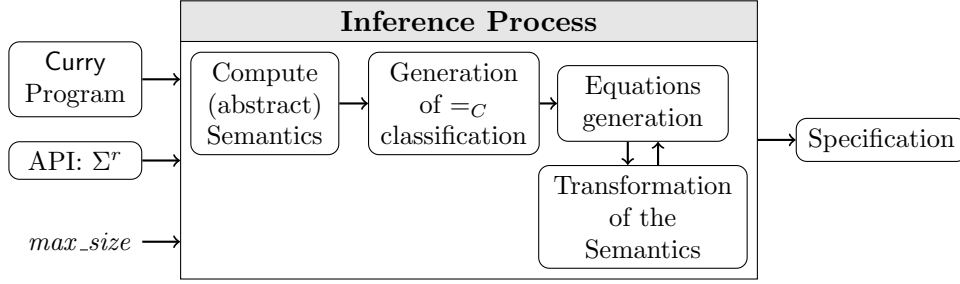 Inference Process
Curry
Program
API: Σ^r
max_size
Compute
(abstract)
Semantics
Generation
of =_C
classification
Equations
generation
Transformation
of the
Semantics
Specification